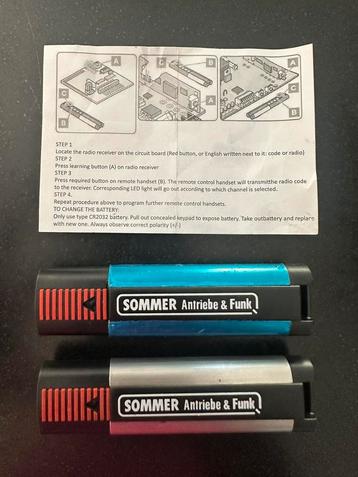 A
C
B
C
B
A
A
C
B
STEP 1
Locate the radio receiver on the circuit board (Red button, or English written next to it: code or radio)
STEP 2
Press learning button (A) on radio receiver
STEP 3
Press required button on remote handset (B). The remote control handset will transmitthe radio code
to the receiver. Corresponding LED light will go out according to which channel is selected.
STEP 4,
Repeat procedure above to program further remote control handsets.
TO CHANGE THE BATTERY:
Only use type CR2032 battery. Pull out concealed keypad to expose battery. Take outbattery and replace
with new one. Always observe correct polarity (+/-)
SOMMER Antriebe & Funk
SOMMER Antriebe & Funk